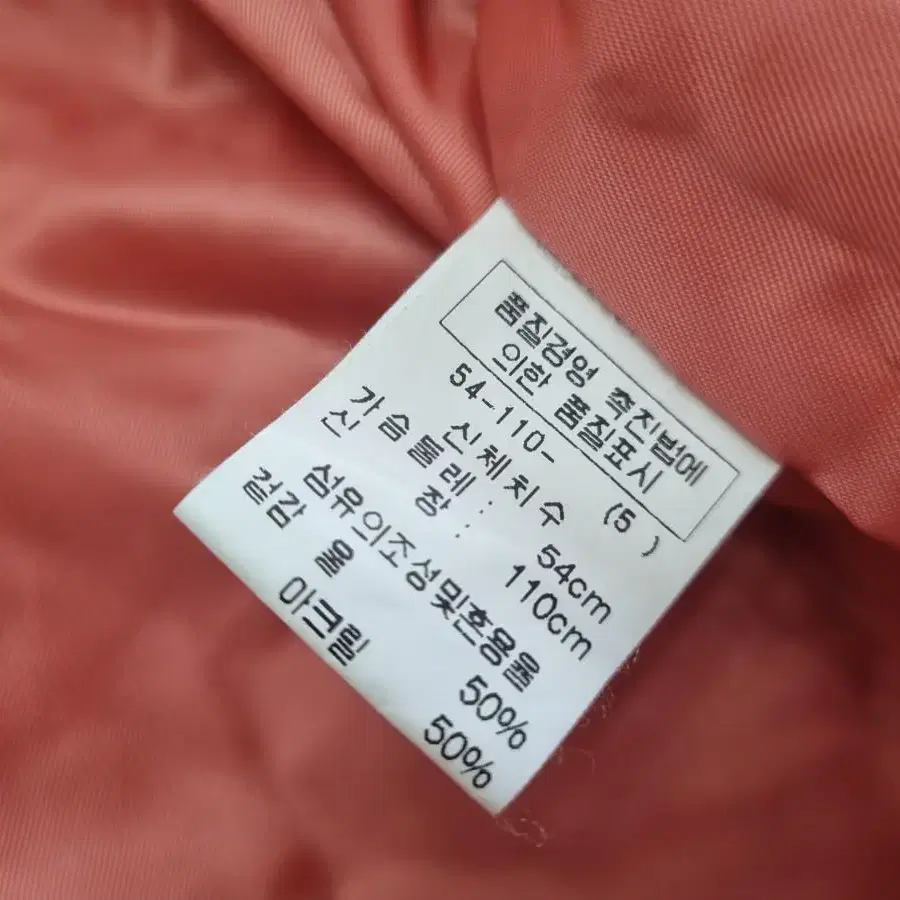 품질경영 촉진법에
의한 품질표시
54-110- (5 )
신체치수
가슴둘레 : 54cm
신 장 : 110cm
섬유의조성및혼용율
겉감 울 50%
아크릴 50%